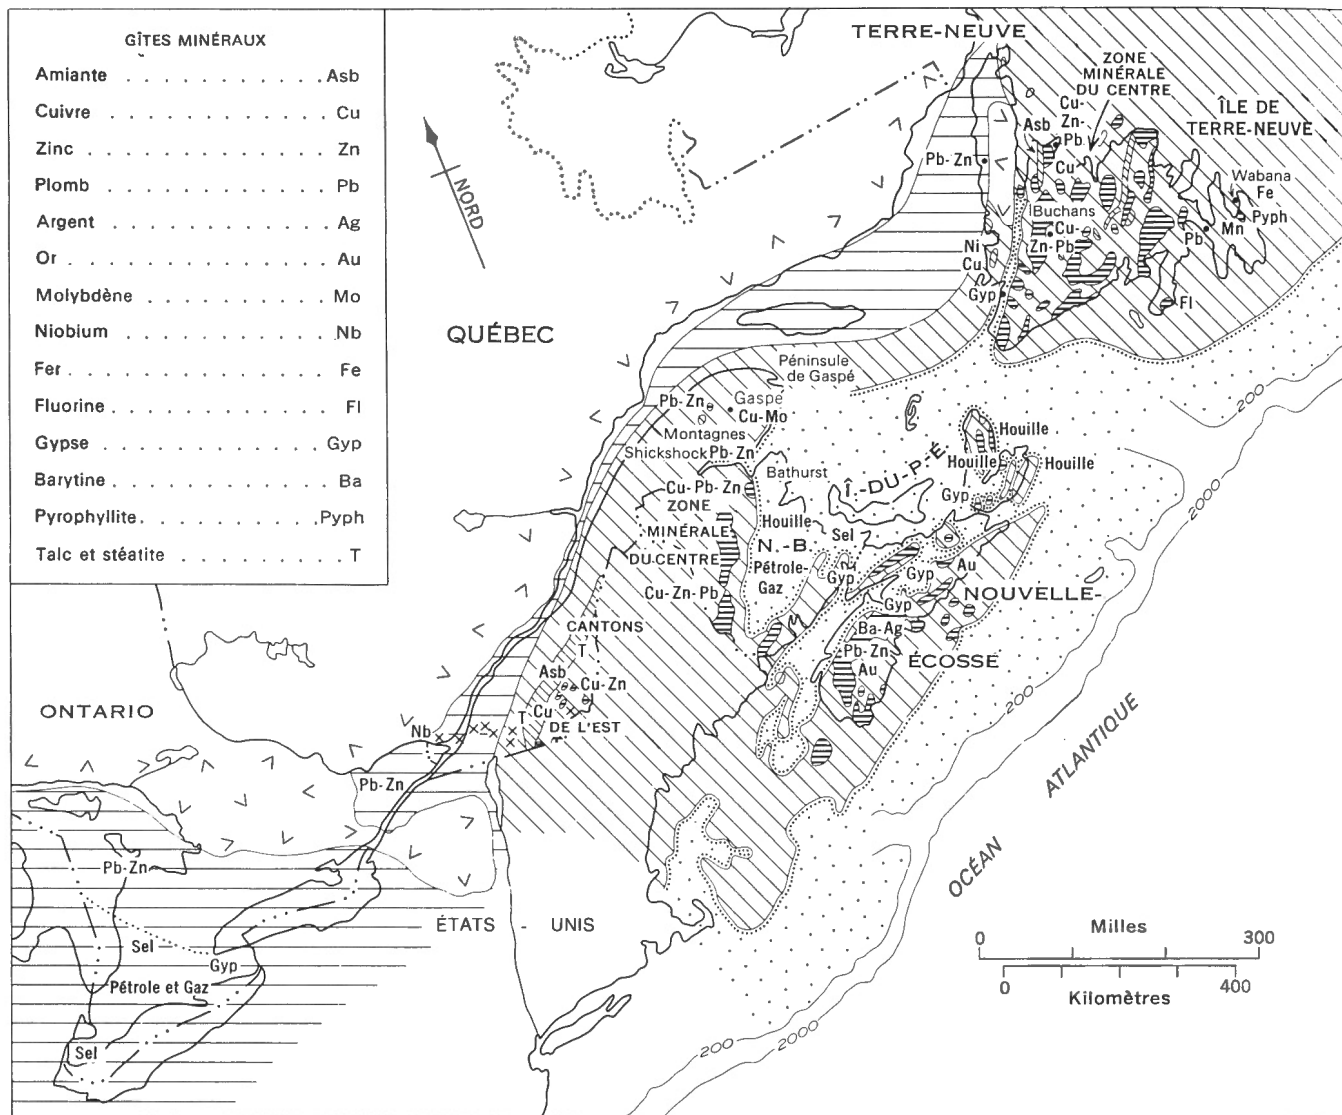 GÎTES MINÉRAUX
Amiante . . . . . . . . . . . . Asb
Cuivre . . . . . . . . . . . . Cu
Zinc . . . . . . . . . . . . Zn
Plomb . . . . . . . . . . . . Pb
Argent . . . . . . . . . . . . Ag
Or . . . . . . . . . . . . Au
Molybdène . . . . . . . . . . Mo
Niobium . . . . . . . . . . . Nb
Fer . . . . . . . . . . . . Fe
Fluorine . . . . . . . . . . . Fl
Gypse . . . . . . . . . . . . Gyp
Barytine . . . . . . . . . . . Ba
Pyrophyllite . . . . . . . . . Pyph
Talc et stéatite . . . . . . . . T
NORD
TERRE-NEUVE
ZONE
MINÉRALE
DU CENTRE
ÎLE DE
TERRE-NEUVE
Cu-
Zn-
Pb
Asb
Pb-Zn
Cu
Wabana
Fe
Pyph
Mn
Pb
Buchans
Cu-
Zn-Pb
Ni
Cu
Gyp
Fl
QUÉBEC
Péninsule
de Gaspé
Gaspe
Cu-Mo
Pb-Zn
Montagnes
Shickshock
Pb-Zn
Bathurst
Cu-Pb-Zn
ZONE
MINÉRALE
DU CENTRE
Cu-Zn-Pb
Houille
N.-B.
Pétrole-
Gaz
Î.-DU-P.-É.
Houille
Houille
Houille
Gyp
Sel
Gyp
Gyp
Au
Gyp
NOUVELLE-
ÉCOSSE
Ba-Ag
Pb-Zn
Au
CANTONS
T
Asb
Cu-Zn
Cu
T
DE L'EST
Nb
Pb-Zn
ONTARIO
Pb-Zn
Sel
Gyp
Pétrole et Gaz
Sel
ÉTATS - UNIS
OCÉAN
ATLANTIQUE
200
2000
200
2000
200
2000
Milles
0 300
0 400
Kilomètres